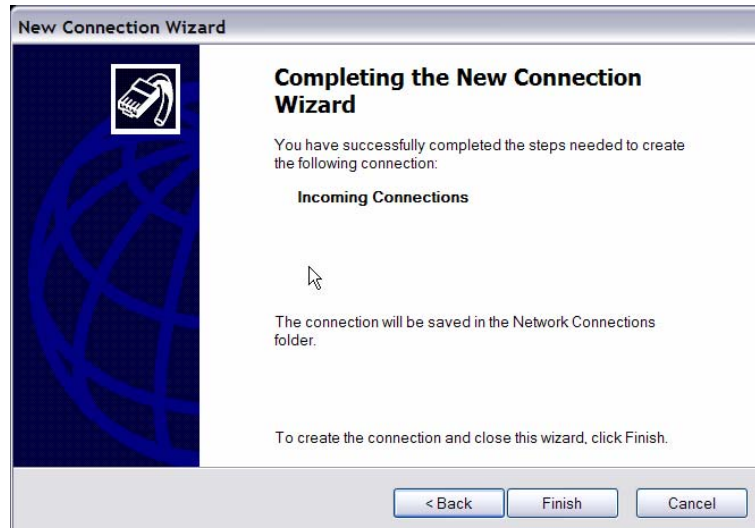 New Connection Wizard
Completing the New Connection
Wizard
You have successfully completed the steps needed to create
the following connection:
Incoming Connections
The connection will be saved in the Network Connections
folder.
To create the connection and close this wizard, click Finish.
< Back
Finish
Cancel